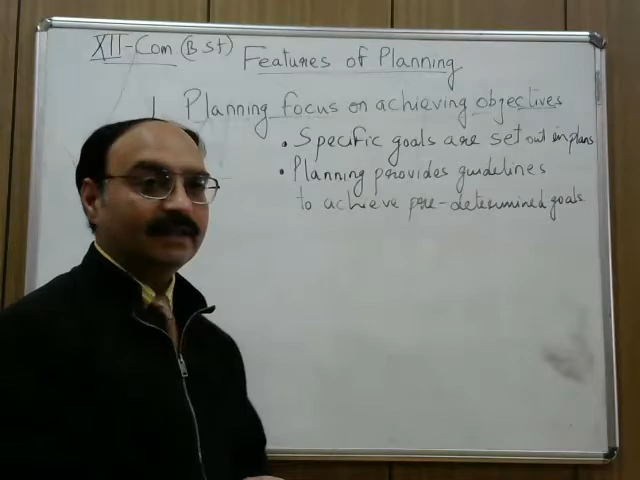 XII-Com (B st) Features of Planning
1 Planning focus on achieving objectives
• Specific goals are set out in plans
• Planning provides guidelines
to achieve pre-determined goals